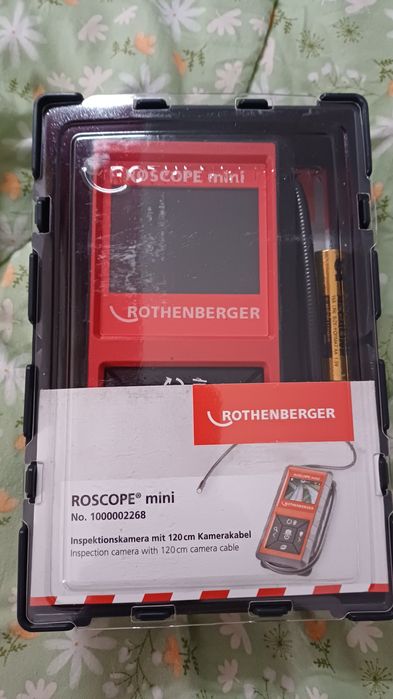 ROSCOPE mini
ROTHENBERGER
ROTHENBERGER
ROSCOPE® mini
No. 1000002268
Inspektionskamera mit 120 cm Kamerakabel
Inspection camera with 120 cm camera cable